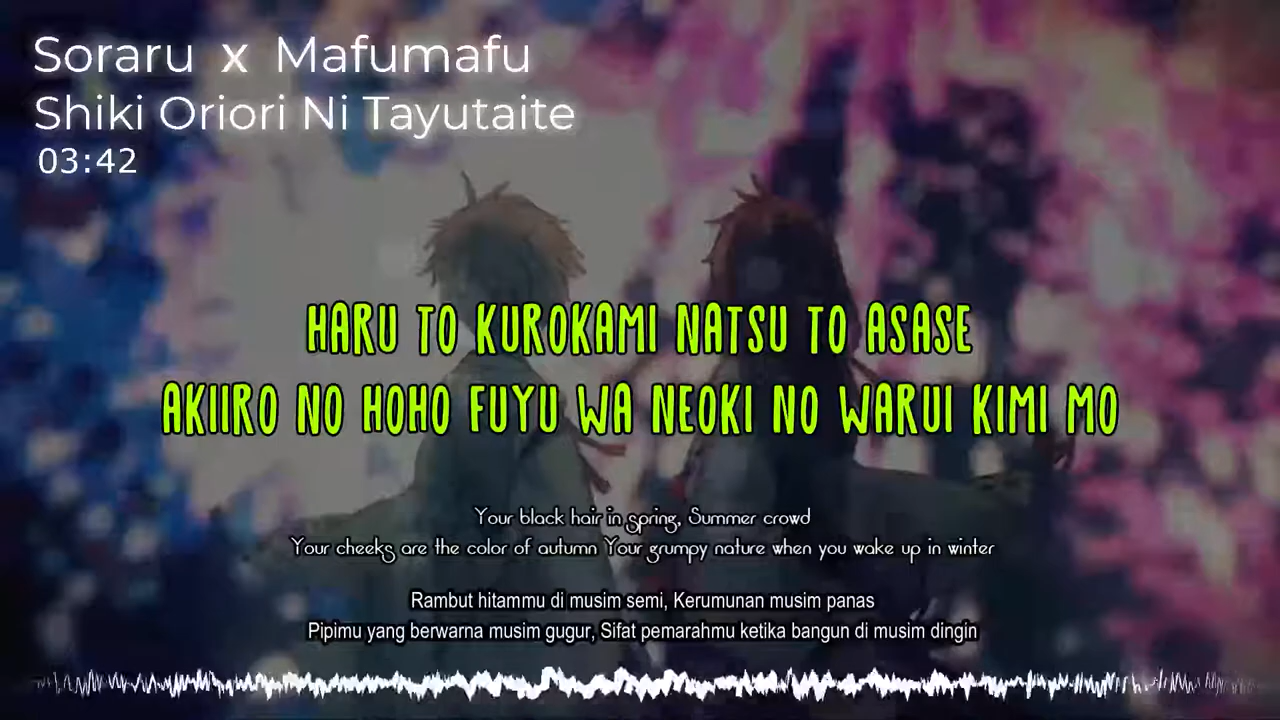 Soraru x Mafumafu
Shiki Oriori Ni Tayutaite
03:42
HARU TO KUROKAMI NATSU TO ASASE
AKIIRO NO HOHO FUYU WA NEOKI NO WARUI KIMI MO
Your black hair in spring, Summer crowd
Your cheeks are the color of autumn Your grumpy nature when you wake up in winter
Rambut hitammu di musim semi, Kerumunan musim panas
Pipimu yang berwarna musim gugur, Sifat pemarahmu ketika bangun di musim dingin